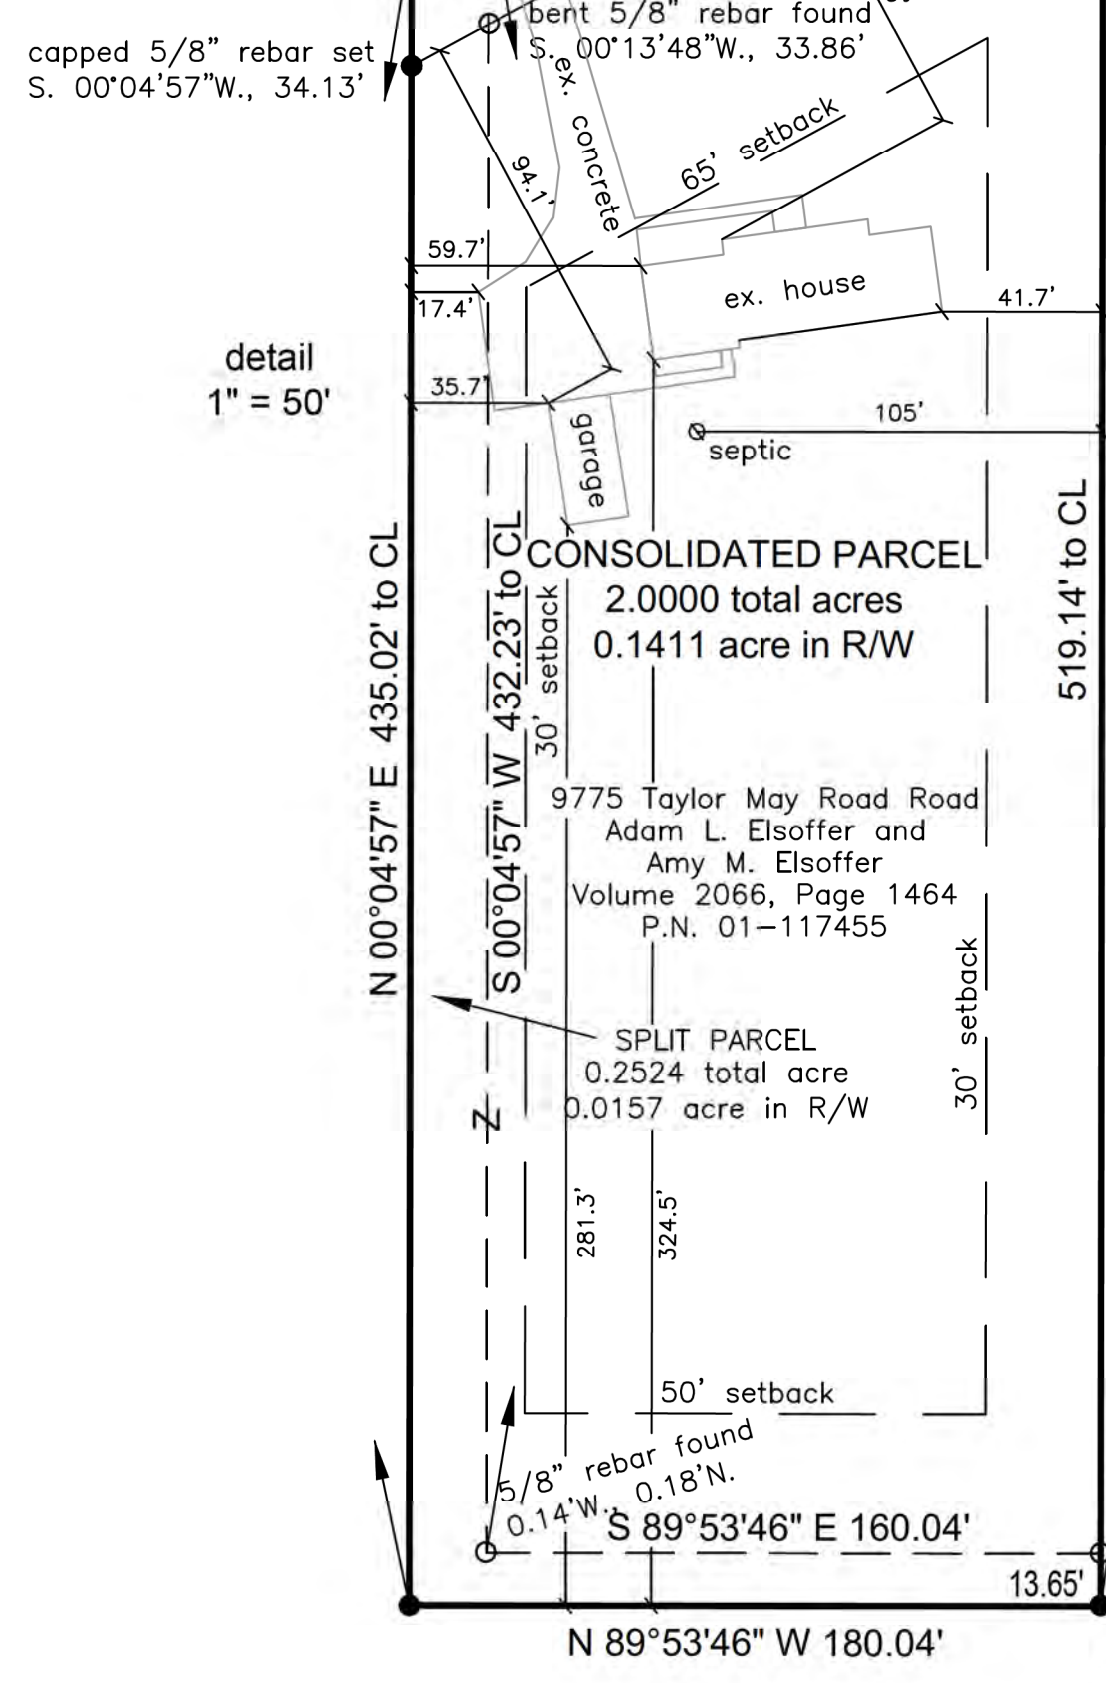 bent 5/8" rebar found
S. 00°13'48"W., 33.86'
capped 5/8" rebar set
S. 00°04'57"W., 34.13'
ex. concrete
65' setback
94.1'
59.7'
17.4'
ex. house
41.7'
detail
1" = 50'
35.7'
105'
septic
garage
N 00°04'57" E 435.02' to CL
S 00°04'57" W 432.23' to CL
30' setback
519.14' to CL
CONSOLIDATED PARCEL
2.0000 total acres
0.1411 acre in R/W
9775 Taylor May Road Road
Adam L. Elsoffer and
Amy M. Elsoffer
Volume 2066, Page 1464
P.N. 01-117455
30' setback
SPLIT PARCEL
0.2524 total acre
0.0157 acre in R/W
Z
281.3'
324.5'
50' setback
5/8" rebar found
0.14'W., 0.18'N.
S 89°53'46" E 160.04'
13.65'
N 89°53'46" W 180.04'